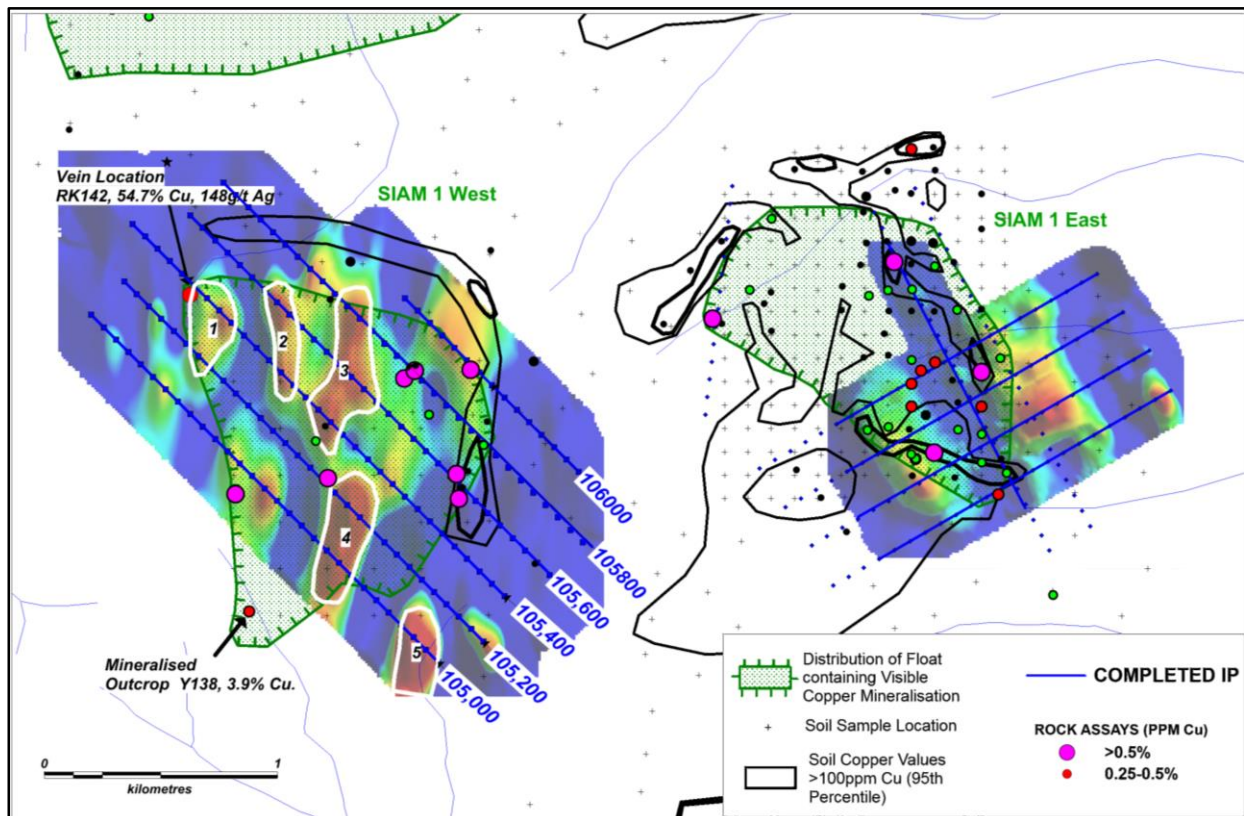 Vein Location
RK142, 54.7% Cu, 148g/t Ag
SIAM 1 West
SIAM 1 East
1
2
3
4
5
106000
105800
105,600
105,400
105,200
105,000
Mineralised
Outcrop Y138, 3.9% Cu.
0
1
kilometres
Distribution of Float
containing Visible
Copper Mineralisation
Soil Sample Location
Soil Copper Values
>100ppm Cu (95th
Percentile)
COMPLETED IP
ROCK ASSAYS (PPM Cu)
>0.5%
0.25-0.5%